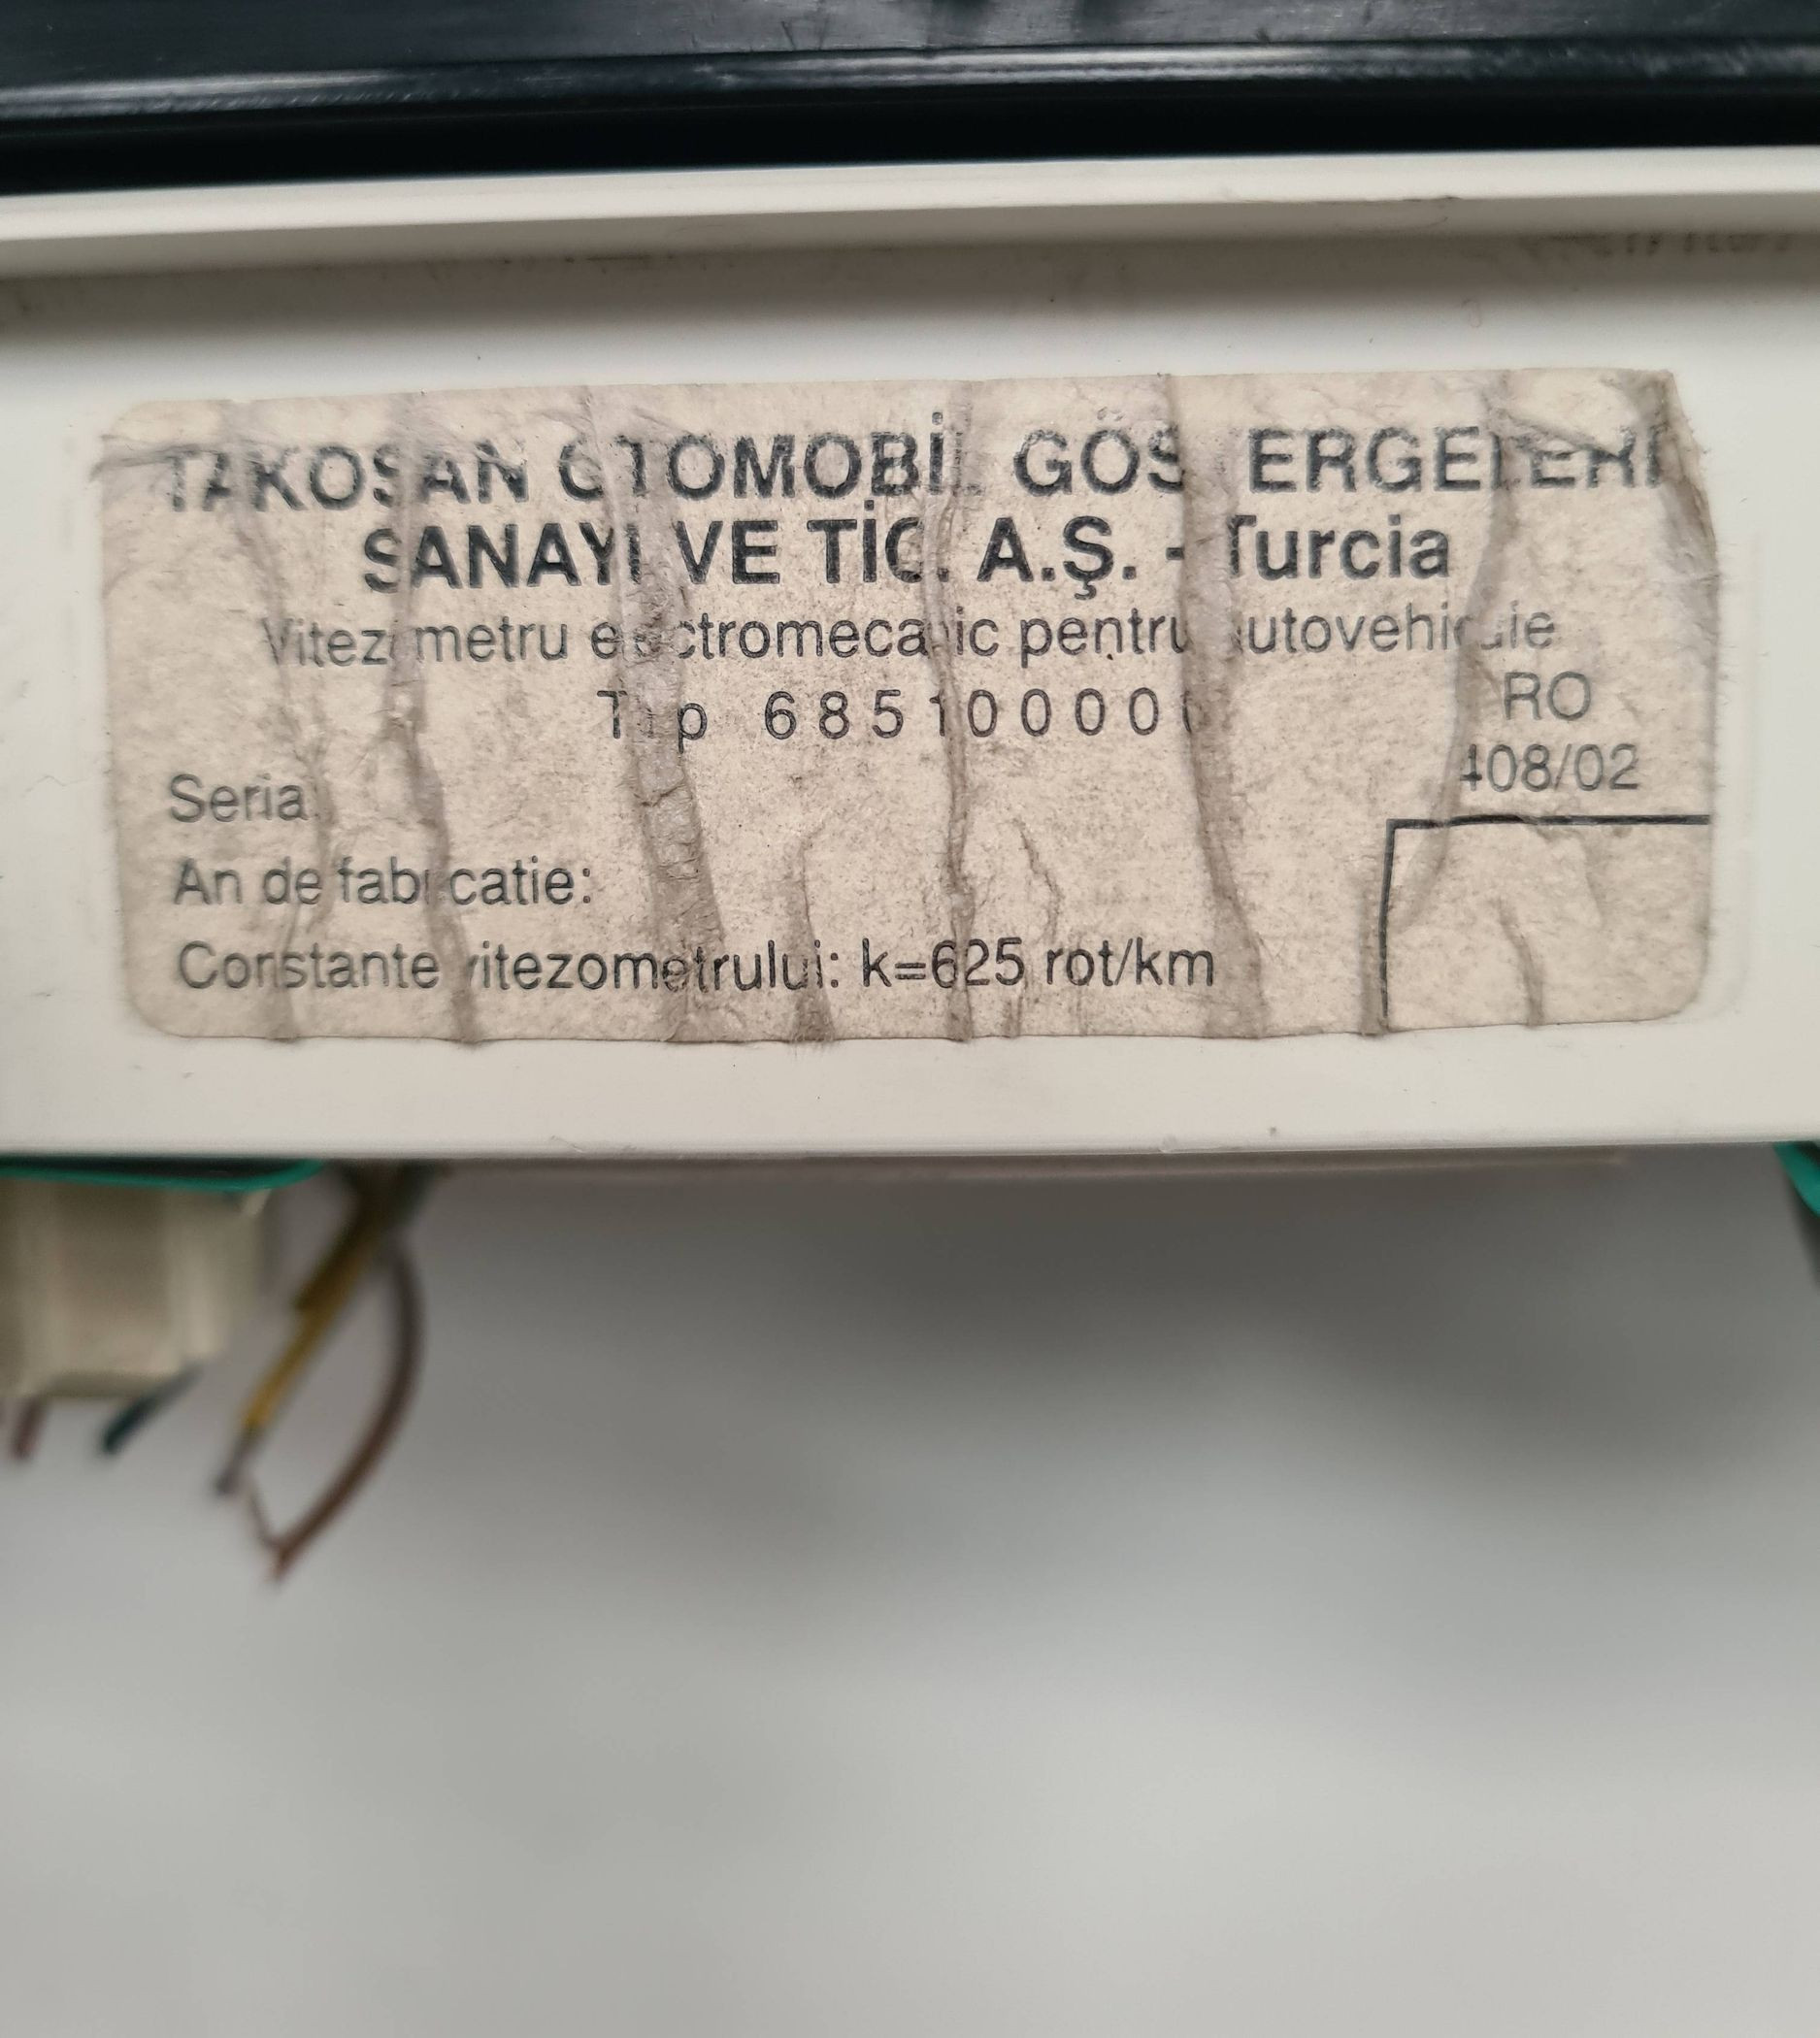 TAKOSAN OTOMOBİL GÖSTERGELERİ
SANAYİ VE TİC. A.Ş. - Turcia
Vitezometru electromecanic pentru autovehicule
Tip 685100000
RO
408/02
Seria:
An de fabricatie:
Constante vitezometrului: k=625 rot/km